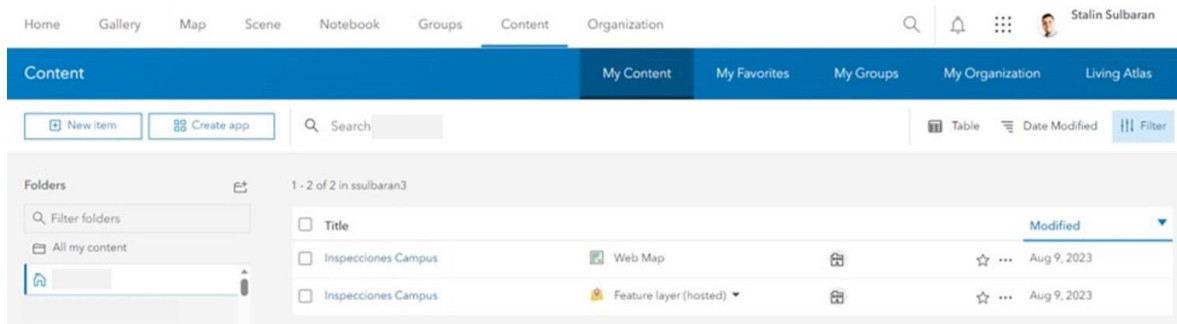 Home Gallery Map Scene Notebook Groups Content Organization Stalin Sulbaran
Content My Content My Favorites My Groups My Organization Living Atlas
New item Create app Search Table Date Modified Filter
Folders 1 - 2 of 2 in ssulbaran3
Filter folders Title Modified
All my content Inspecciones Campus Web Map Aug 9, 2023
Inspecciones Campus Feature layer (hosted) Aug 9, 2023